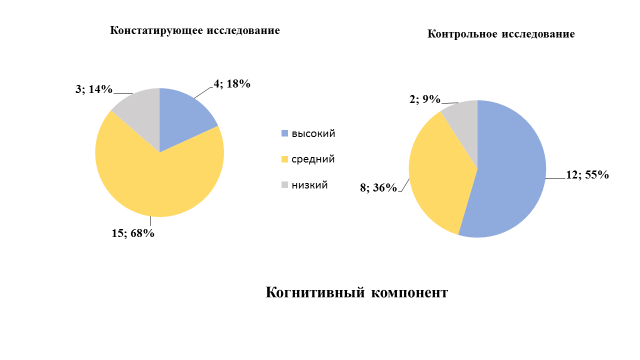 Констатирующее исследование
3; 14%
4; 18%
15; 68%
высокий
средний
низкий
Контрольное исследование
2; 9%
8; 36%
12; 55%
Когнитивный компонент